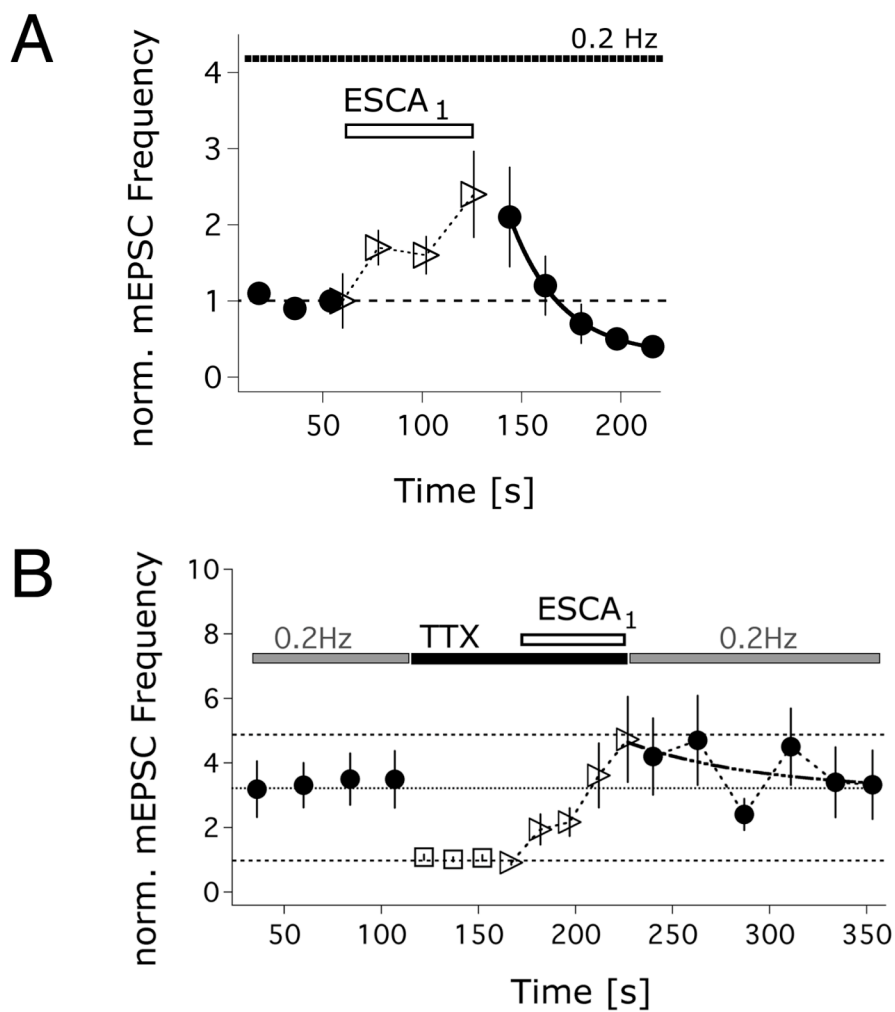 A
0.2 Hz
ESCA1
norm. mEPSC Frequency
4
3
2
1
0
50 100 150 200
Time [s]
B
norm. mEPSC Frequency
10
8
6
4
2
0
ESCA1
0.2Hz TTX 0.2Hz
50 100 150 200 250 300 350
Time [s]